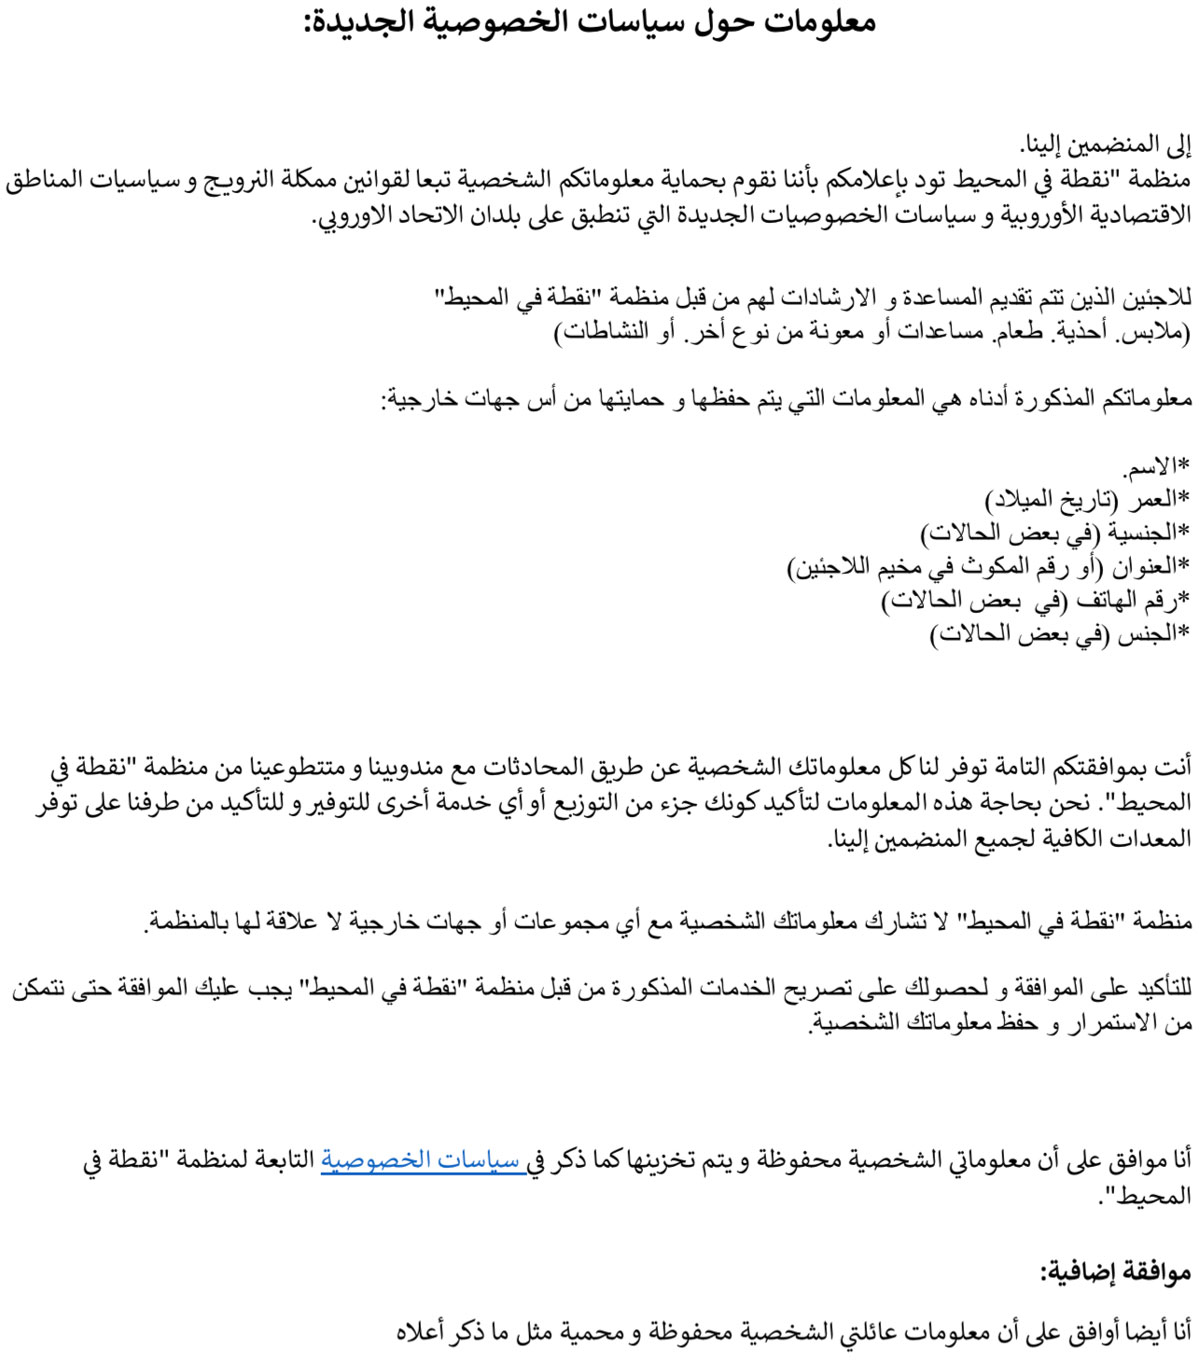 معلومات حول سياسات الخصوصية الجديدة:
إلى المنضمين إلينا.
منظمة "نقطة في المحيط تود بإعلامكم بأننا نقوم بحماية معلوماتكم الشخصية تبعا لقوانين ممكلة النرويج و سياسيات المناطق
الاقتصادية الأوروبية و سياسات الخصوصيات الجديدة التي تنطبق على بلدان الاتحاد الاوروبي.
للاجئين الذين تتم تقديم المساعدة و الارشادات لهم من قبل منظمة "نقطة في المحيط"
(ملابس. أحذية. طعام. مساعدات أو معونة من نوع أخر. أو النشاطات)
معلوماتكم المذكورة أدناه هي المعلومات التي يتم حفظها و حمايتها من أس جهات خارجية:
*الاسم.
*العمر (تاريخ الميلاد)
*الجنسية (في بعض الحالات)
*العنوان (أو رقم المكوث في مخيم اللاجئين)
*رقم الهاتف (في بعض الحالات)
*الجنس (في بعض الحالات)
أنت بموافقتكم التامة توفر لنا كل معلوماتك الشخصية عن طريق المحادثات مع مندوبينا و متتطوعينا من منظمة "نقطة في
المحيط". نحن بحاجة هذه المعلومات لتأكيد كونك جزء من التوزيع أو أي خدمة أخرى للتوفير و للتأكيد من طرفنا على توفر
المعدات الكافية لجميع المنضمين إلينا.
منظمة "نقطة في المحيط" لا تشارك معلوماتك الشخصية مع أي مجموعات أو جهات خارجية لا علاقة لها بالمنظمة.
للتأكيد على الموافقة و لحصولك على تصريح الخدمات المذكورة من قبل منظمة "نقطة في المحيط" يجب عليك الموافقة حتى نتمكن
من الاستمرار و حفظ معلوماتك الشخصية.
أنا موافق على أن معلوماتي الشخصية محفوظة و يتم تخزينها كما ذكر في سياسات الخصوصية التابعة لمنظمة "نقطة في
المحيط".
موافقة إضافية:
أنا أيضا أوافق على أن معلومات عائلتي الشخصية محفوظة و محمية مثل ما ذكر أعلاه